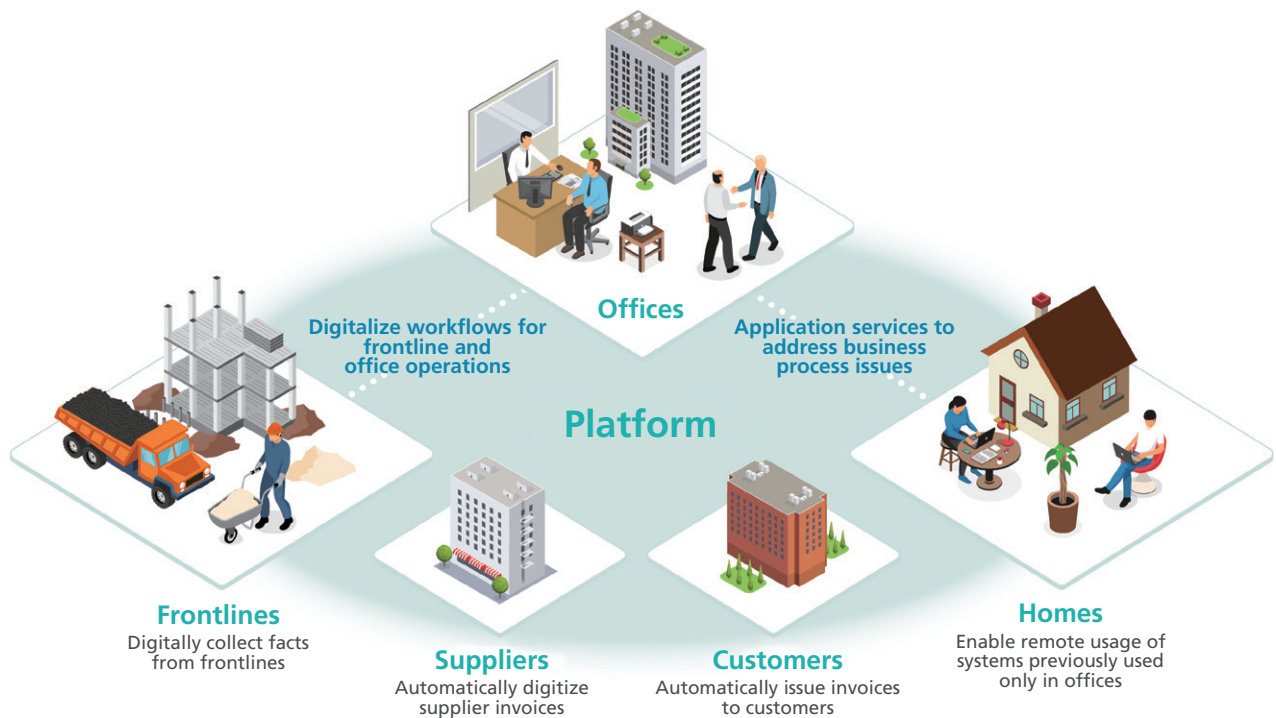 Offices
Digitalize workflows for
frontline and
office operations
Application services to
address business
process issues
Platform
Frontlines
Digitally collect facts
from frontlines
Suppliers
Automatically digitize
supplier invoices
Customers
Automatically issue invoices
to customers
Homes
Enable remote usage of
systems previously used
only in offices